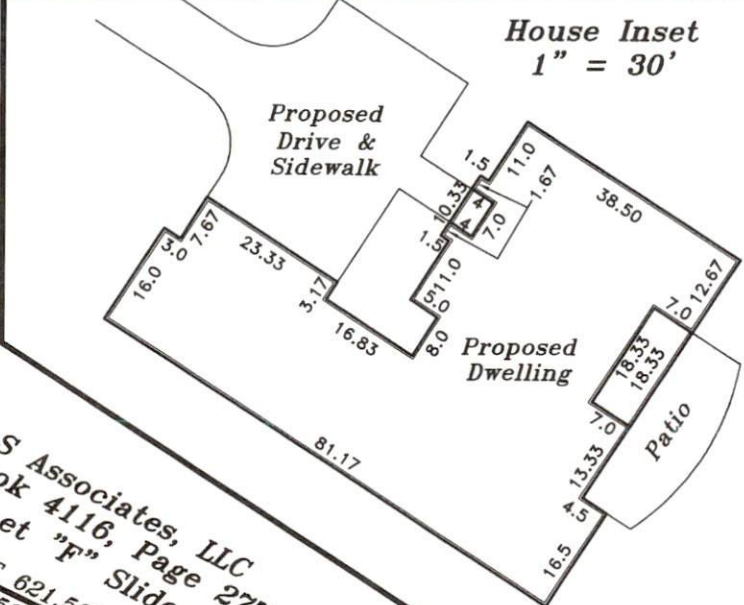 House Inset
1" = 30'
Proposed
Drive &
Sidewalk
1.5
11.0
1.67
38.50
10.33
4
4
7.0
1.5
7.67
3.0
23.33
16.0
3.17
11.0
5.0
16.83
8.0
12.67
7.0
18.33
18.33
Proposed
Dwelling
7.0
Patio
13.33
4.5
81.17
16.5
S Associates, LLC
ok 4116, Page
et "F"